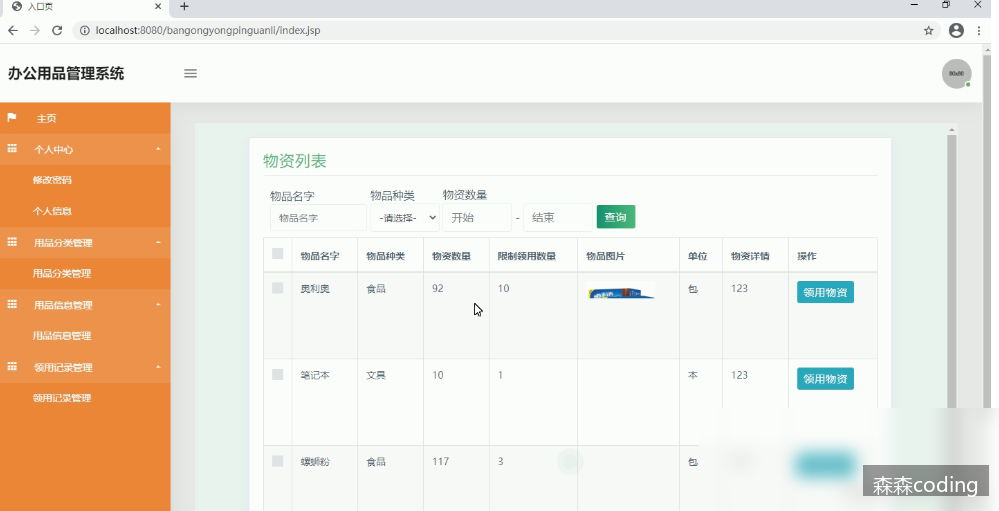 入口页
localhost:8080/bangongyongpinguanli/index.jsp
办公用品管理系统
主页
个人中心
修改密码
个人信息
用品分类管理
用品分类管理
用品信息管理
用品信息管理
领用记录管理
领用记录管理
物资列表
物品名字 物品种类 物资数量
物品名字 -请选择- 开始 - 结束 查询
物品名字 物品种类 物资数量 限制领用数量 物品图片 单位 物资详情 操作
奥利奥 食品 92 10 包 123 领用物资
笔记本 文具 10 1 本 123 领用物资
螺蛳粉 食品 117 3 包
森森coding